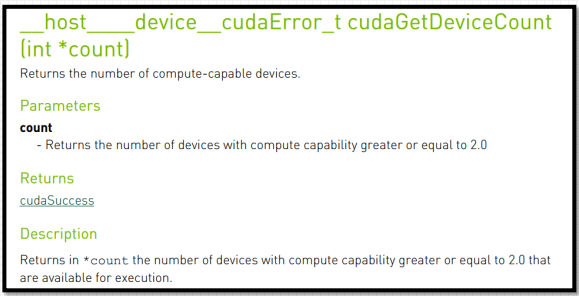 __host____device__cudaError_t cudaGetDeviceCount
(int *count)
Returns the number of compute-capable devices.
Parameters
count
- Returns the number of devices with compute capability greater or equal to 2.0
Returns
cudaSuccess
Description
Returns in *count the number of devices with compute capability greater or equal to 2.0 that
are available for execution.